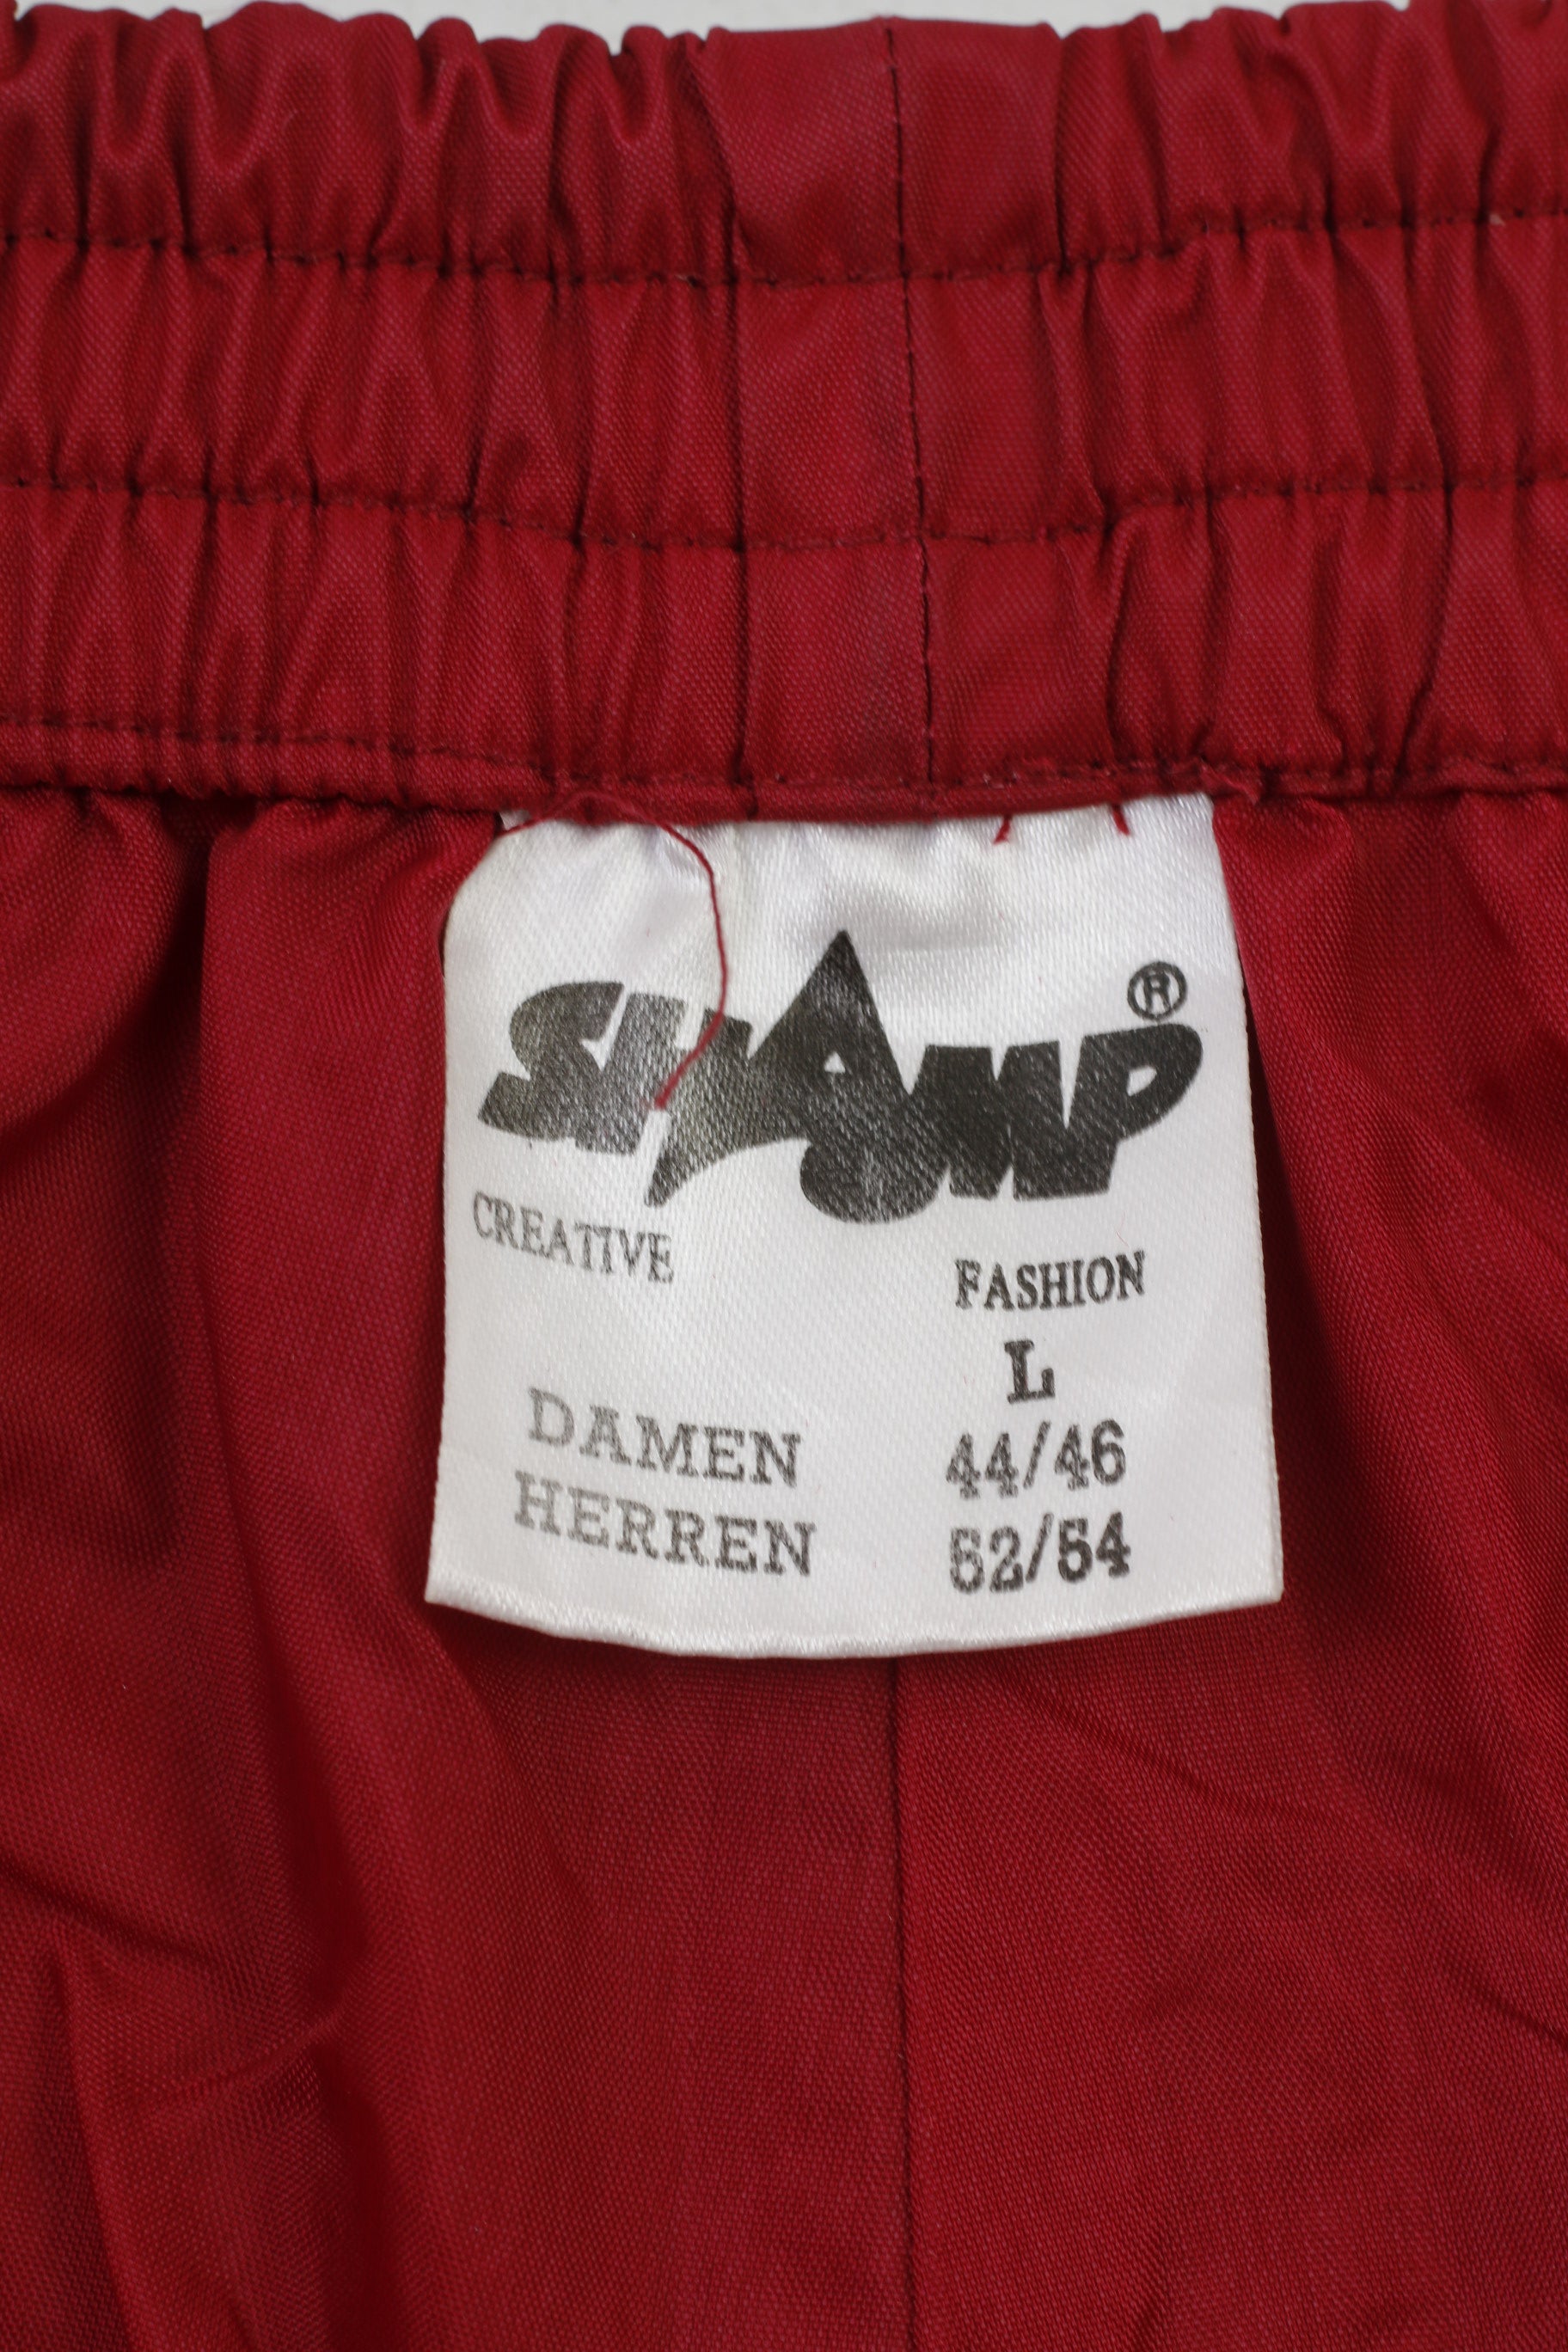 SHAMP®
CREATIVE
FASHION
L
DAMEN 44/46
HERREN 52/54